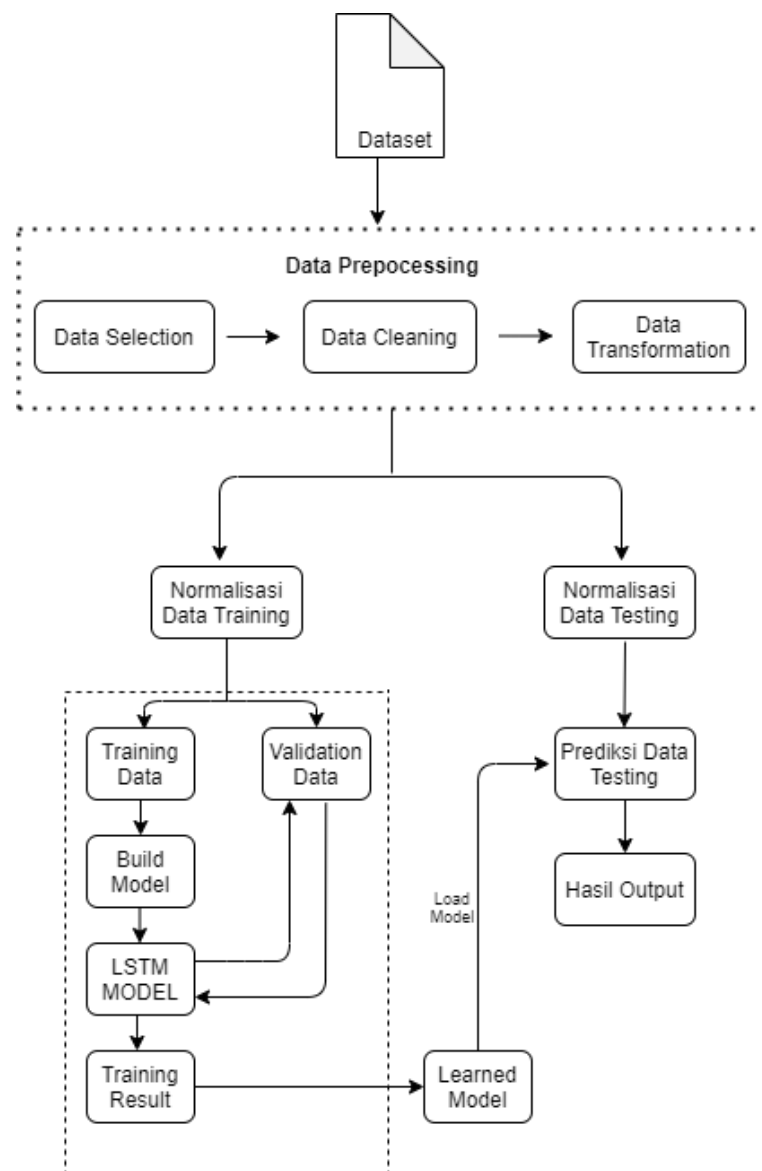 Dataset
Data Prepocessing
Data Selection
Data Cleaning
Data
Transformation
Normalisasi
Data Training
Normalisasi
Data Testing
Training
Data
Validation
Data
Prediksi Data
Testing
Build
Model
Hasil Output
Load
Model
LSTM
MODEL
Training
Result
Learned
Model